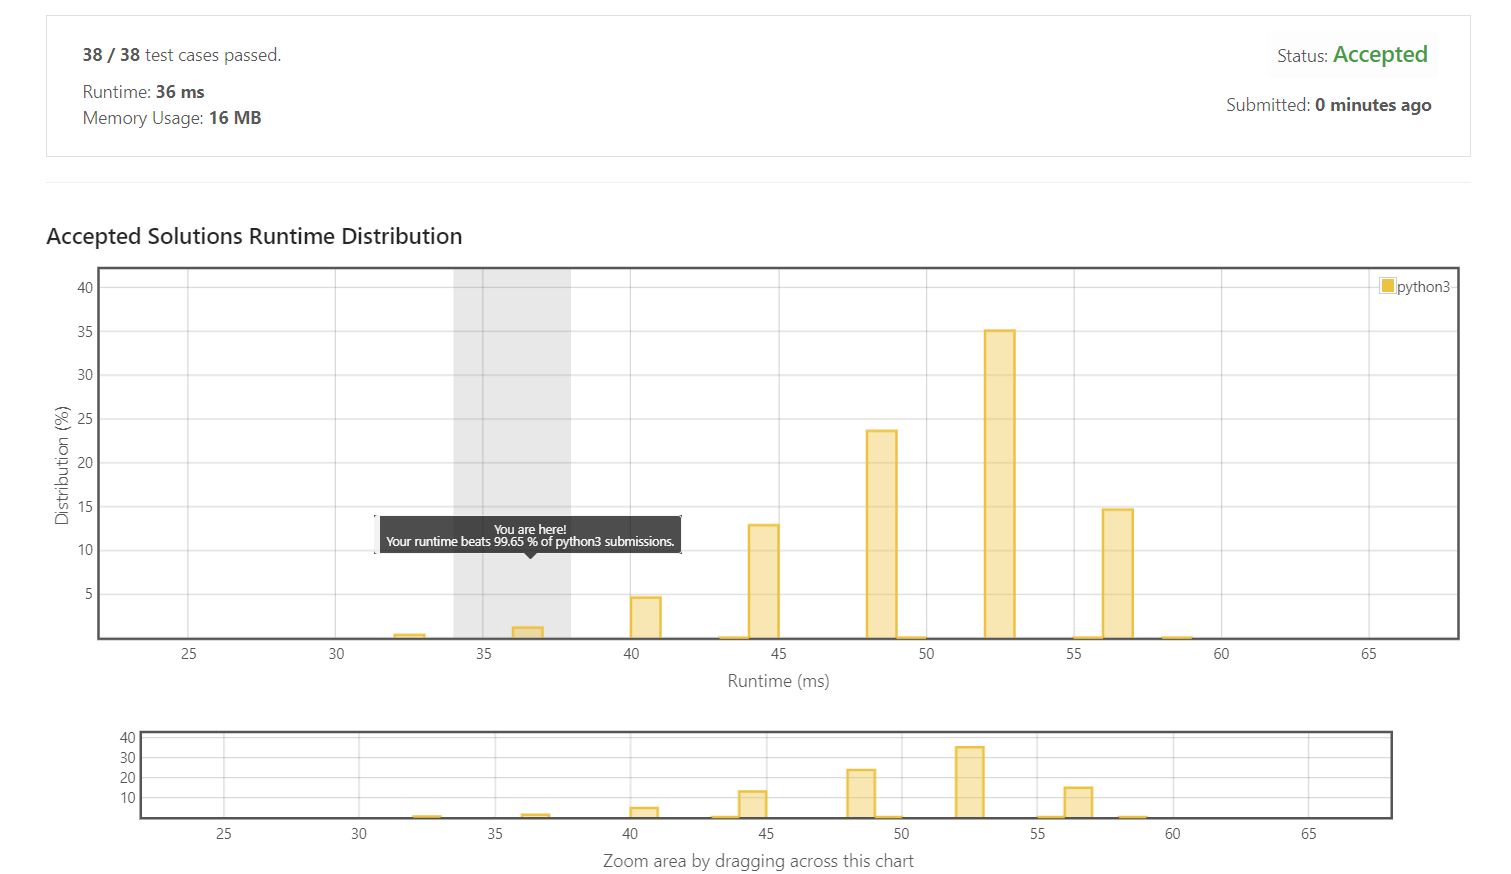 38 / 38 test cases passed.
Status: Accepted
Runtime: 36 ms
Submitted: 0 minutes ago
Memory Usage: 16 MB
Accepted Solutions Runtime Distribution
python3
Distribution (%)
40
35
30
25
20
15
10
5
You are here!
Your runtime beats 99.65 % of python3 submissions.
25 30 35 40 45 50 55 60 65
Runtime (ms)
40
30
20
10
25 30 35 40 45 50 55 60 65
Zoom area by dragging across this chart